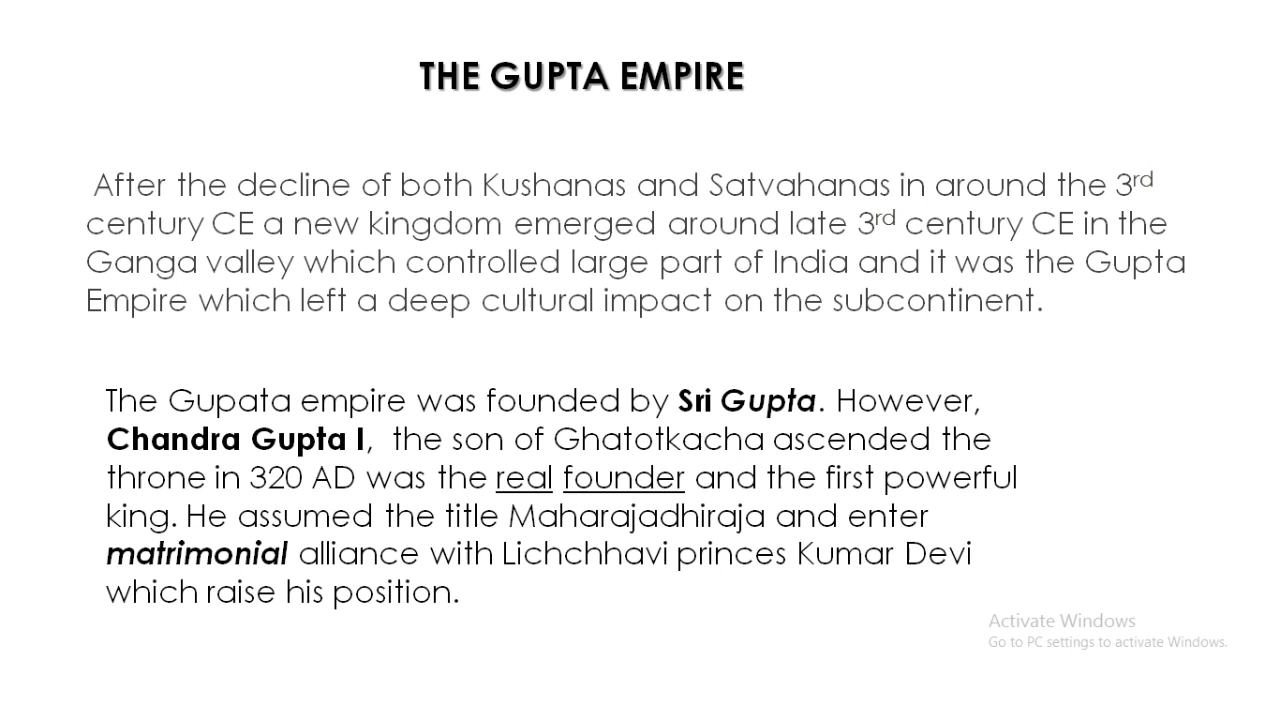 THE GUPTA EMPIRE
After the decline of both Kushanas and Satvahanas in around the 3rd
century CE a new kingdom emerged around late 3rd century CE in the
Ganga valley which controlled large part of India and it was the Gupta
Empire which left a deep cultural impact on the subcontinent.
The Gupata empire was founded by Sri Gupta. However,
Chandra Gupta I, the son of Ghatotkacha ascended the
throne in 320 AD was the real founder and the first powerful
king. He assumed the title Maharajadhiraja and enter
matrimonial alliance with Lichchhavi princes Kumar Devi
which raise his position.
Activate Windows
Go to PC settings to activate Windows.